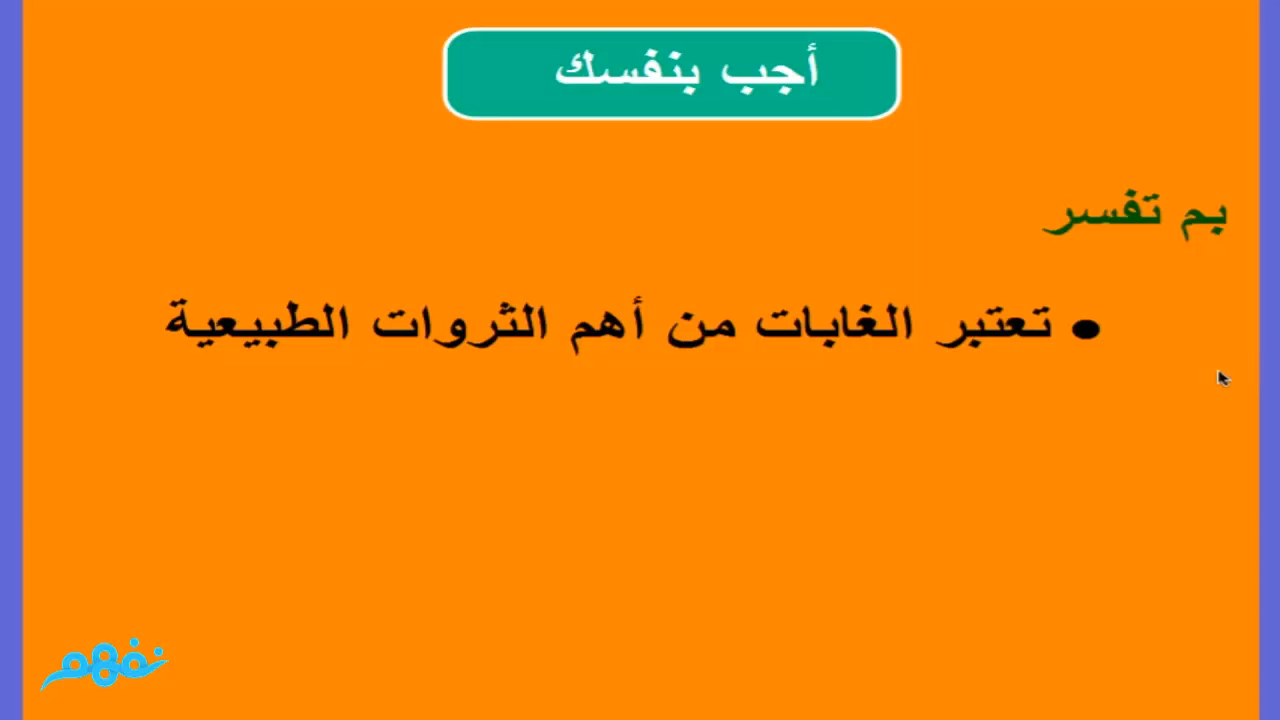 أجب بنفسك
بم تفسر
• تعتبر الغابات من أهم الثروات الطبيعية
نفهم